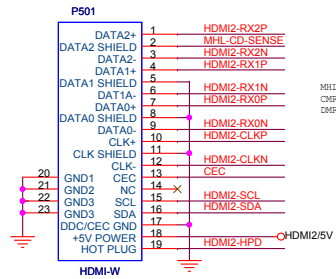 P501
DATA2+ 1 HDMI2-RX2P
DATA2 SHIELD 2 MHL-CD-SENSE
DATA2- 3 HDMI2-RX2N
DATA1+ 4 HDMI2-RX1P
DATA1 SHIELD 5
DATA1A- 6 HDMI2-RX1N
DATA0+ 7 HDMI2-RX0P
DATA0 SHIELD 8
DATA0- 9 HDMI2-RX0N
CLK+ 10 HDMI2-CLKP
CLK SHIELD 11
CLK- 12 HDMI2-CLKN
20 GND1 CEC 13 CEC
21 GND2 NC 14
22 GND3 SCL 15 HDMI2-SCL
23 GND3 SDA 16 HDMI2-SDA
DDC/CEC GND 17
+5V POWER 18 HDMI2/5V
HOT PLUG 19 HDMI2-HPD
HDMI-W